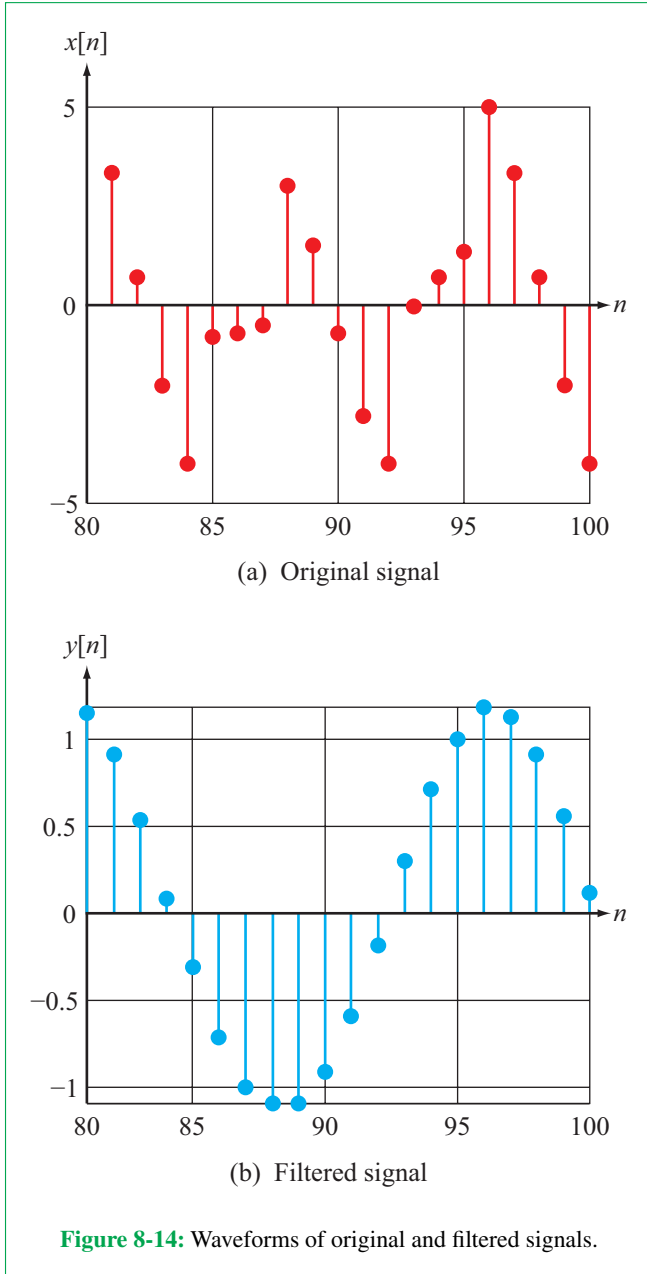 x[n]
5
0
n
−5
80 85 90 95 100
(a) Original signal
y[n]
1
0.5
0
n
−0.5
−1
80 85 90 95 100
(b) Filtered signal
Figure 8-14: Waveforms of original and filtered signals.